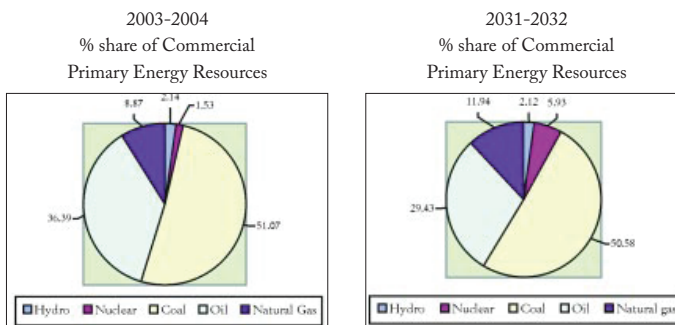 2003-2004
% share of Commercial
Primary Energy Resources
8.87
2.14
1.53
36.39
51.07
Hydro Nuclear Coal Oil Natural Gas
2031-2032
% share of Commercial
Primary Energy Resources
11.94
2.12
5.93
29.43
50.58
Hydro Nuclear Coal Oil Natural gas